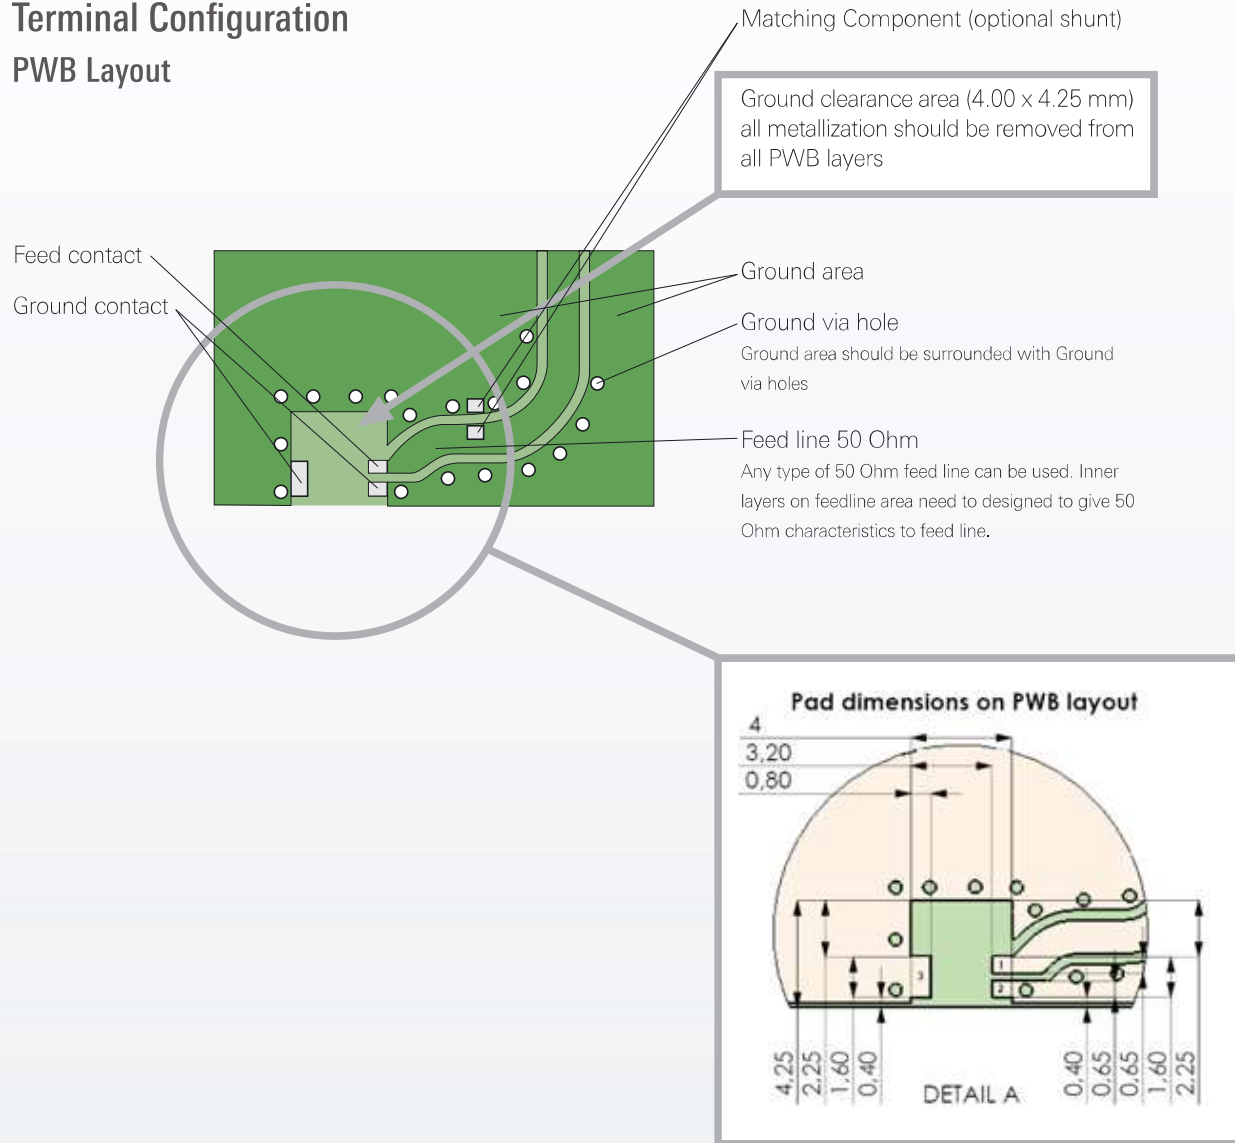 Terminal Configuration
PWB Layout
Matching Component (optional shunt)
Ground clearance area (4.00 x 4.25 mm)
all metallization should be removed from
all PWB layers
Feed contact
Ground contact
Ground area
Ground via hole
Ground area should be surrounded with Ground
via holes
Feed line 50 Ohm
Any type of 50 Ohm feed line can be used. Inner
layers on feedline area need to designed to give 50
Ohm characteristics to feed line.
Pad dimensions on PWB layout
4
3,20
0,80
1
3
2
4,25
2,25
1,60
0,40
0,40
0,65
0,65
1,60
2,25
DETAIL A